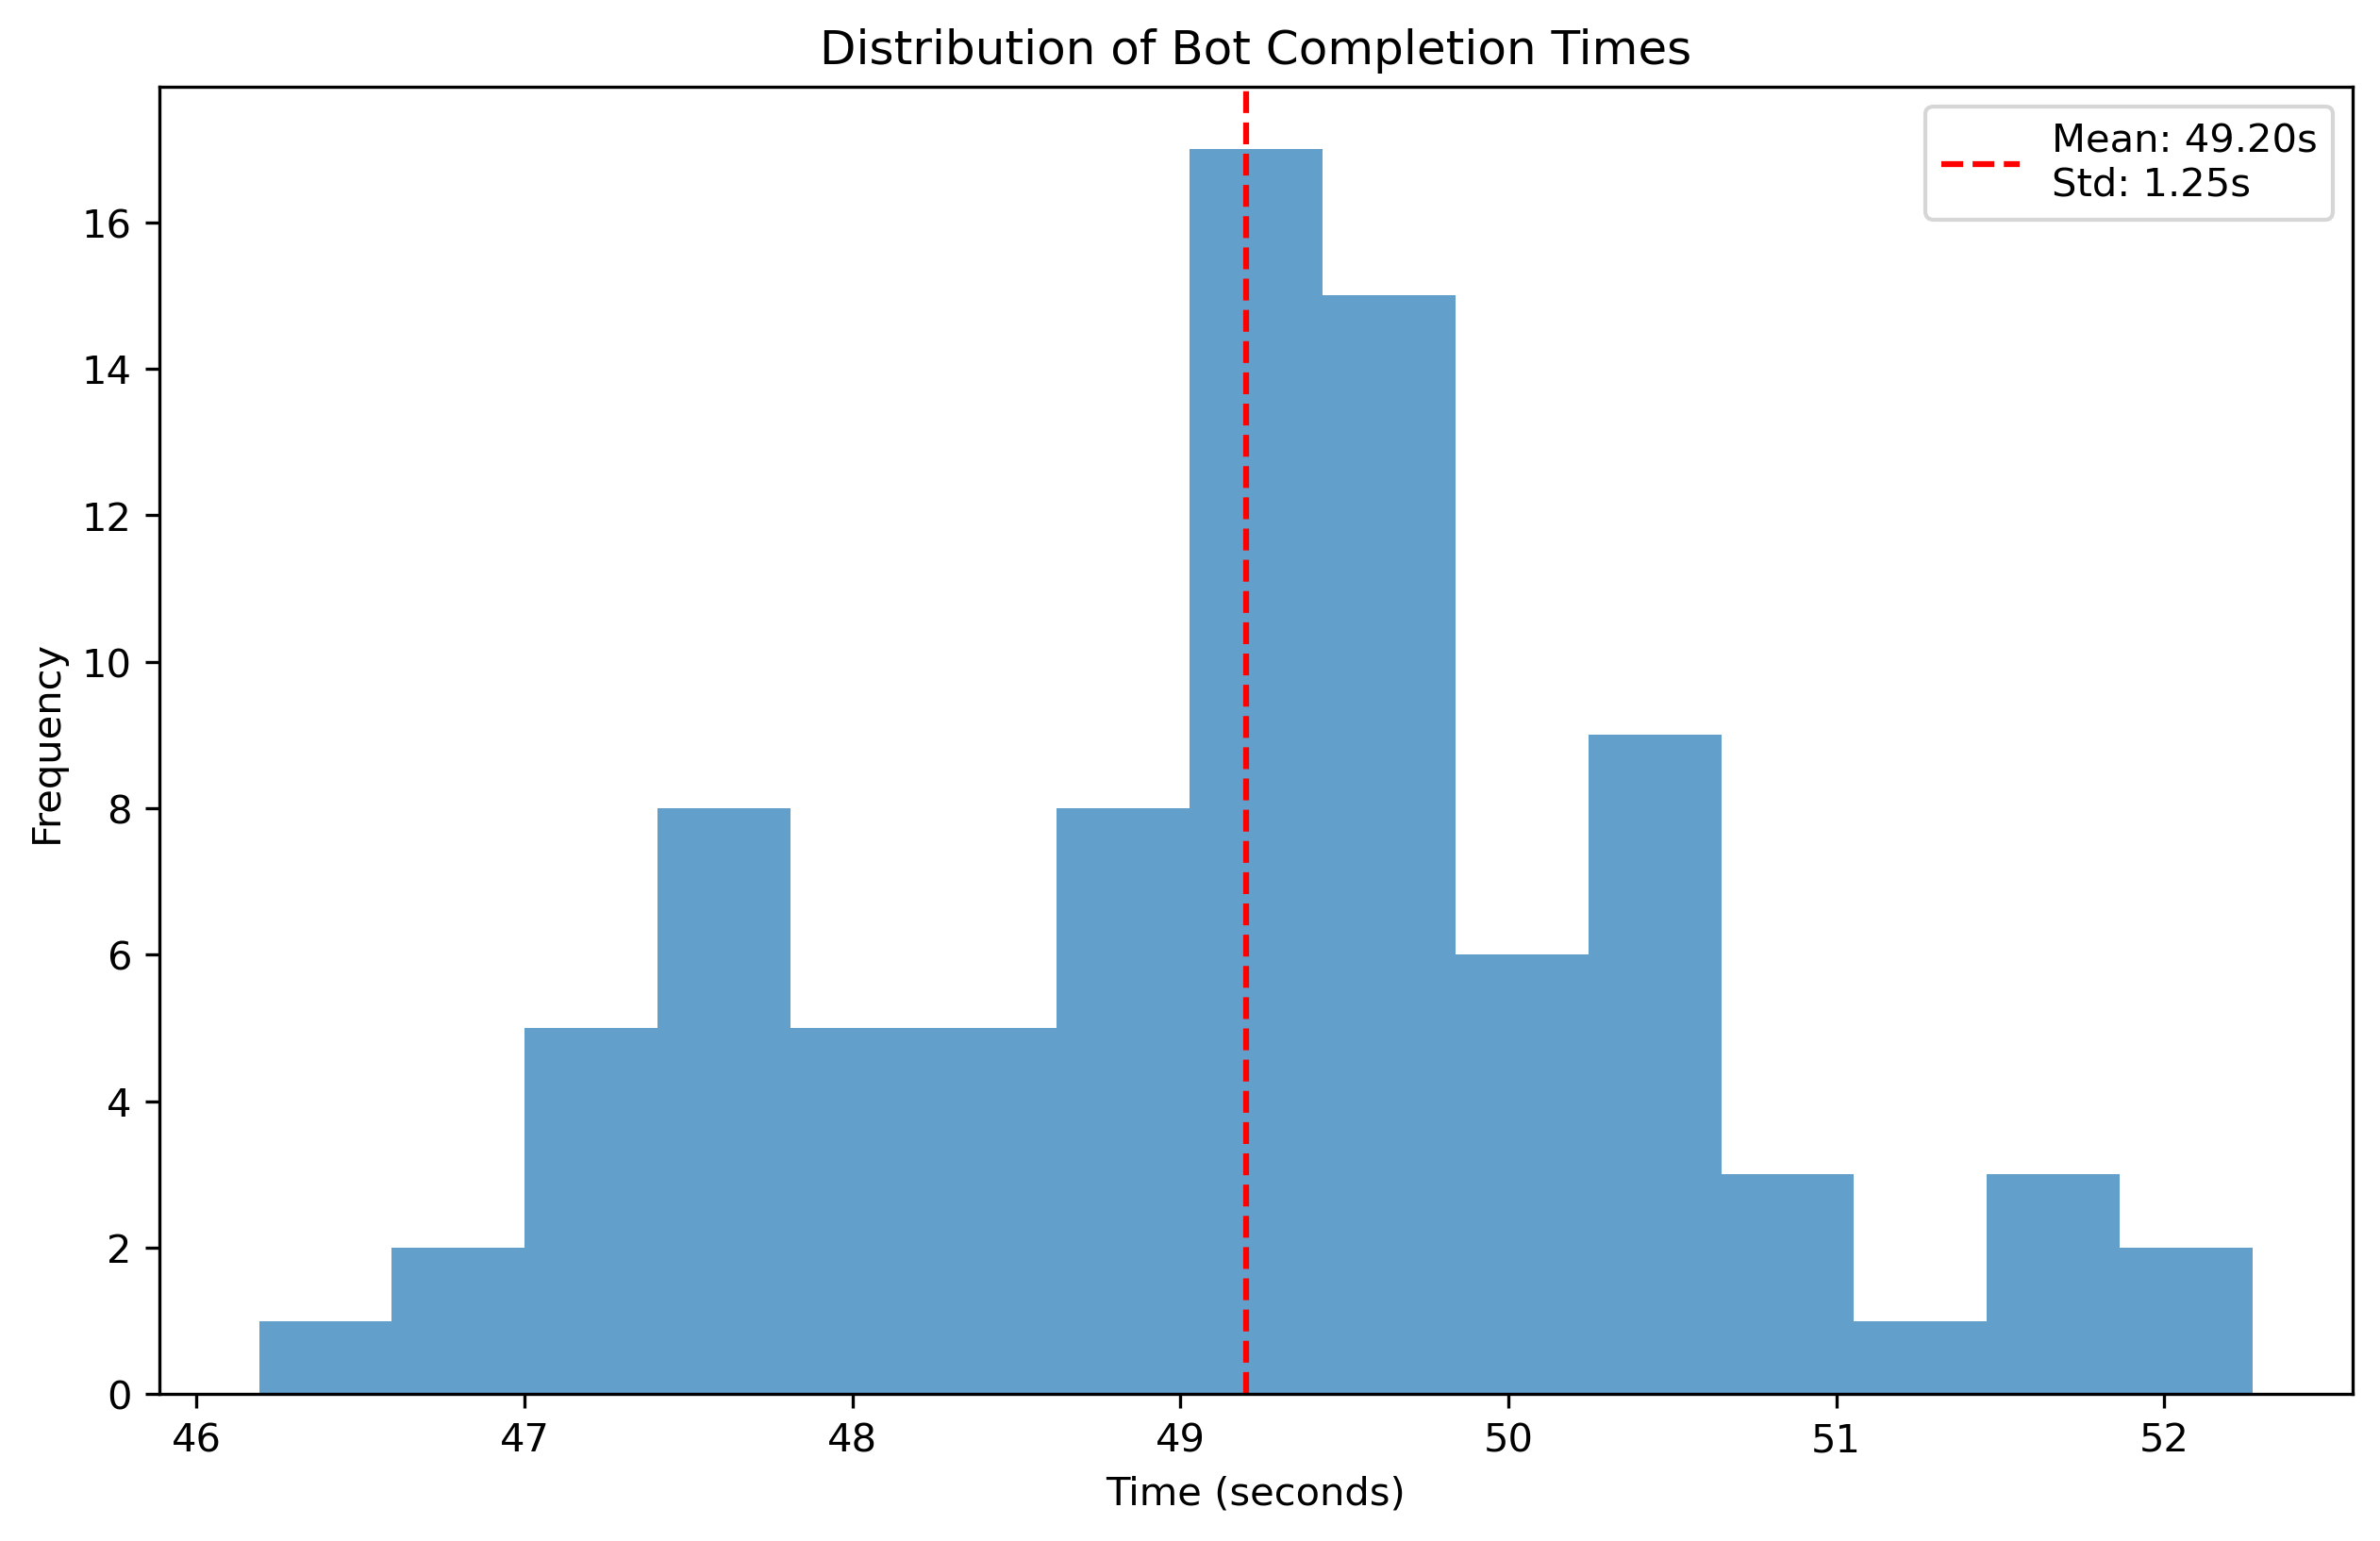 Distribution of Bot Completion Times
Mean: 49.20s
Std: 1.25s
Frequency
16
14
12
10
8
6
4
2
0
46 47 48 49 50 51 52
Time (seconds)